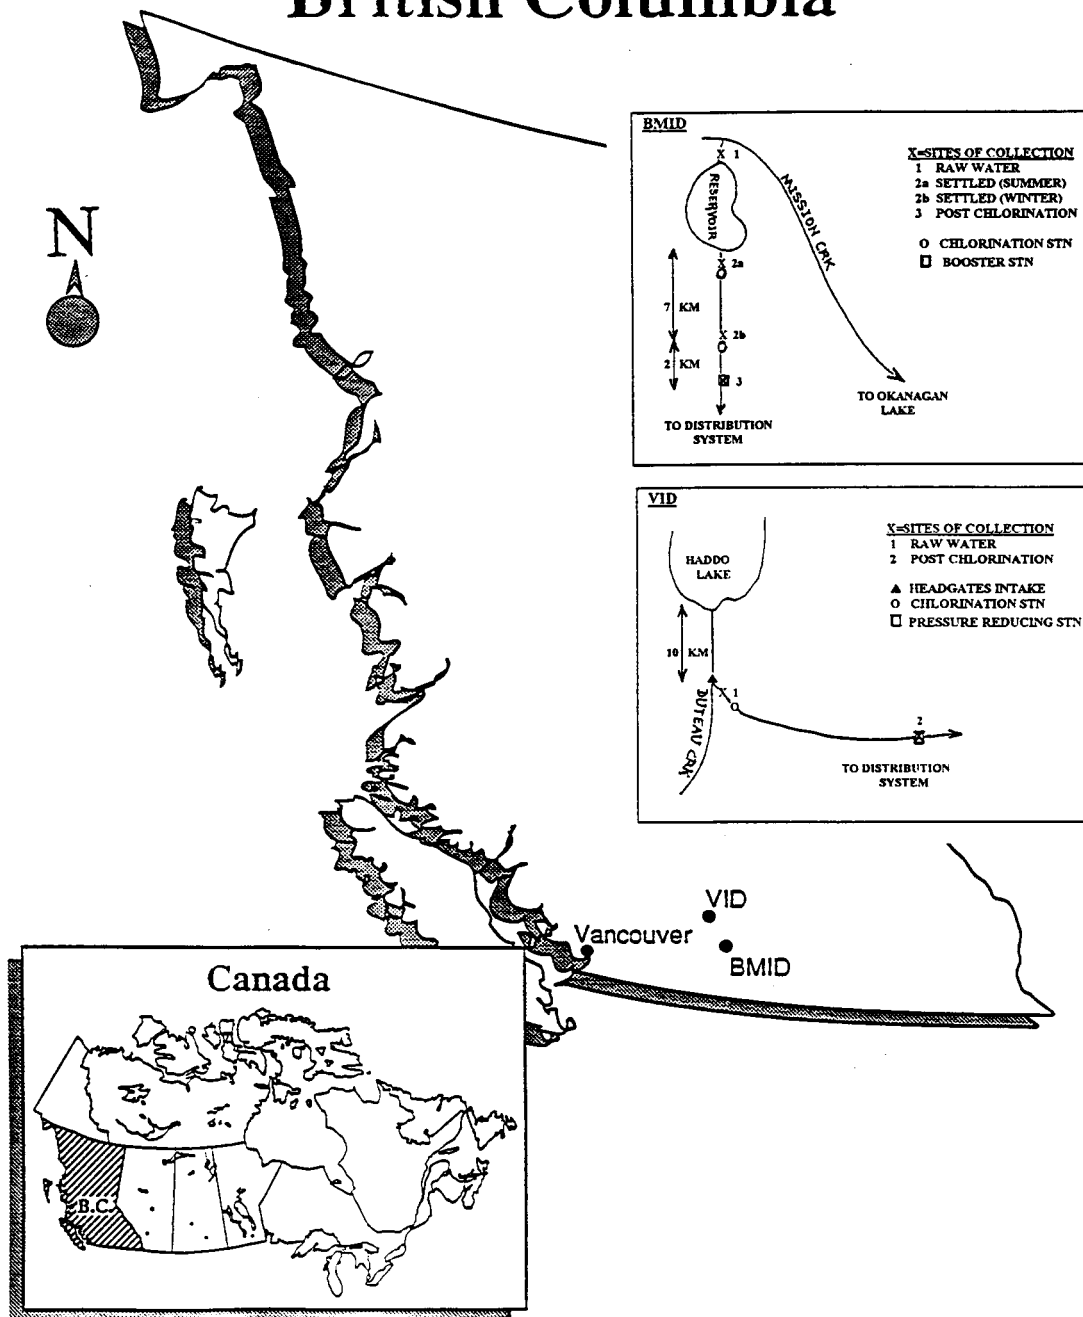 British Columbia
N
BMID
X=SITES OF COLLECTION
1 RAW WATER
2a SETTLED (SUMMER)
2b SETTLED (WINTER)
3 POST CHLORINATION
O CHLORINATION STN
BOOSTER STN
X 1
RESERVOIR
MISSION CRK
X 2a
7 KM
X 2b
2 KM
3
TO DISTRIBUTION
SYSTEM
TO OKANAGAN
LAKE
VID
X=SITES OF COLLECTION
1 RAW WATER
2 POST CHLORINATION
HEADGATES INTAKE
O CHLORINATION STN
PRESSURE REDUCING STN
HADDO
LAKE
10 KM
X 1
DUTEAU CRK
2
TO DISTRIBUTION
SYSTEM
VID
Vancouver
BMID
Canada
B.C.